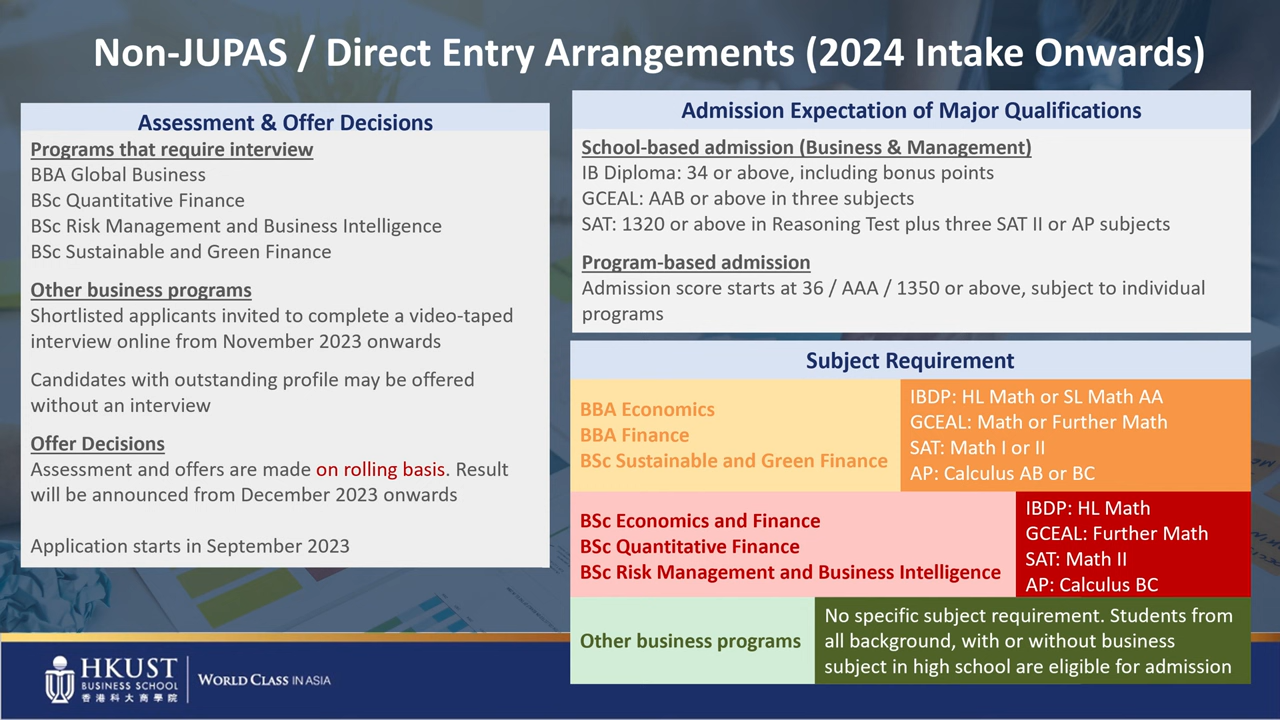 Non-JUPAS / Direct Entry Arrangements (2024 Intake Onwards)
Assessment & Offer Decisions
Programs that require interview
BBA Global Business
BSc Quantitative Finance
BSc Risk Management and Business Intelligence
BSc Sustainable and Green Finance
Other business programs
Shortlisted applicants invited to complete a video-taped
interview online from November 2023 onwards
Candidates with outstanding profile may be offered
without an interview
Offer Decisions
Assessment and offers are made on rolling basis. Result
will be announced from December 2023 onwards
Application starts in September 2023
Admission Expectation of Major Qualifications
School-based admission (Business & Management)
IB Diploma: 34 or above, including bonus points
GCEAL: AAB or above in three subjects
SAT: 1320 or above in Reasoning Test plus three SAT II or AP subjects
Program-based admission
Admission score starts at 36 / AAA / 1350 or above, subject to individual
programs
Subject Requirement
BBA Economics
BBA Finance
BSc Sustainable and Green Finance
IBDP: HL Math or SL Math AA
GCEAL: Math or Further Math
SAT: Math I or II
AP: Calculus AB or BC
BSc Economics and Finance
BSc Quantitative Finance
BSc Risk Management and Business Intelligence
IBDP: HL Math
GCEAL: Further Math
SAT: Math II
AP: Calculus BC
Other business programs
No specific subject requirement. Students from
all background, with or without business
subject in high school are eligible for admission
HKUST
BUSINESS SCHOOL
香港科大商學院
WORLD CLASS IN ASIA